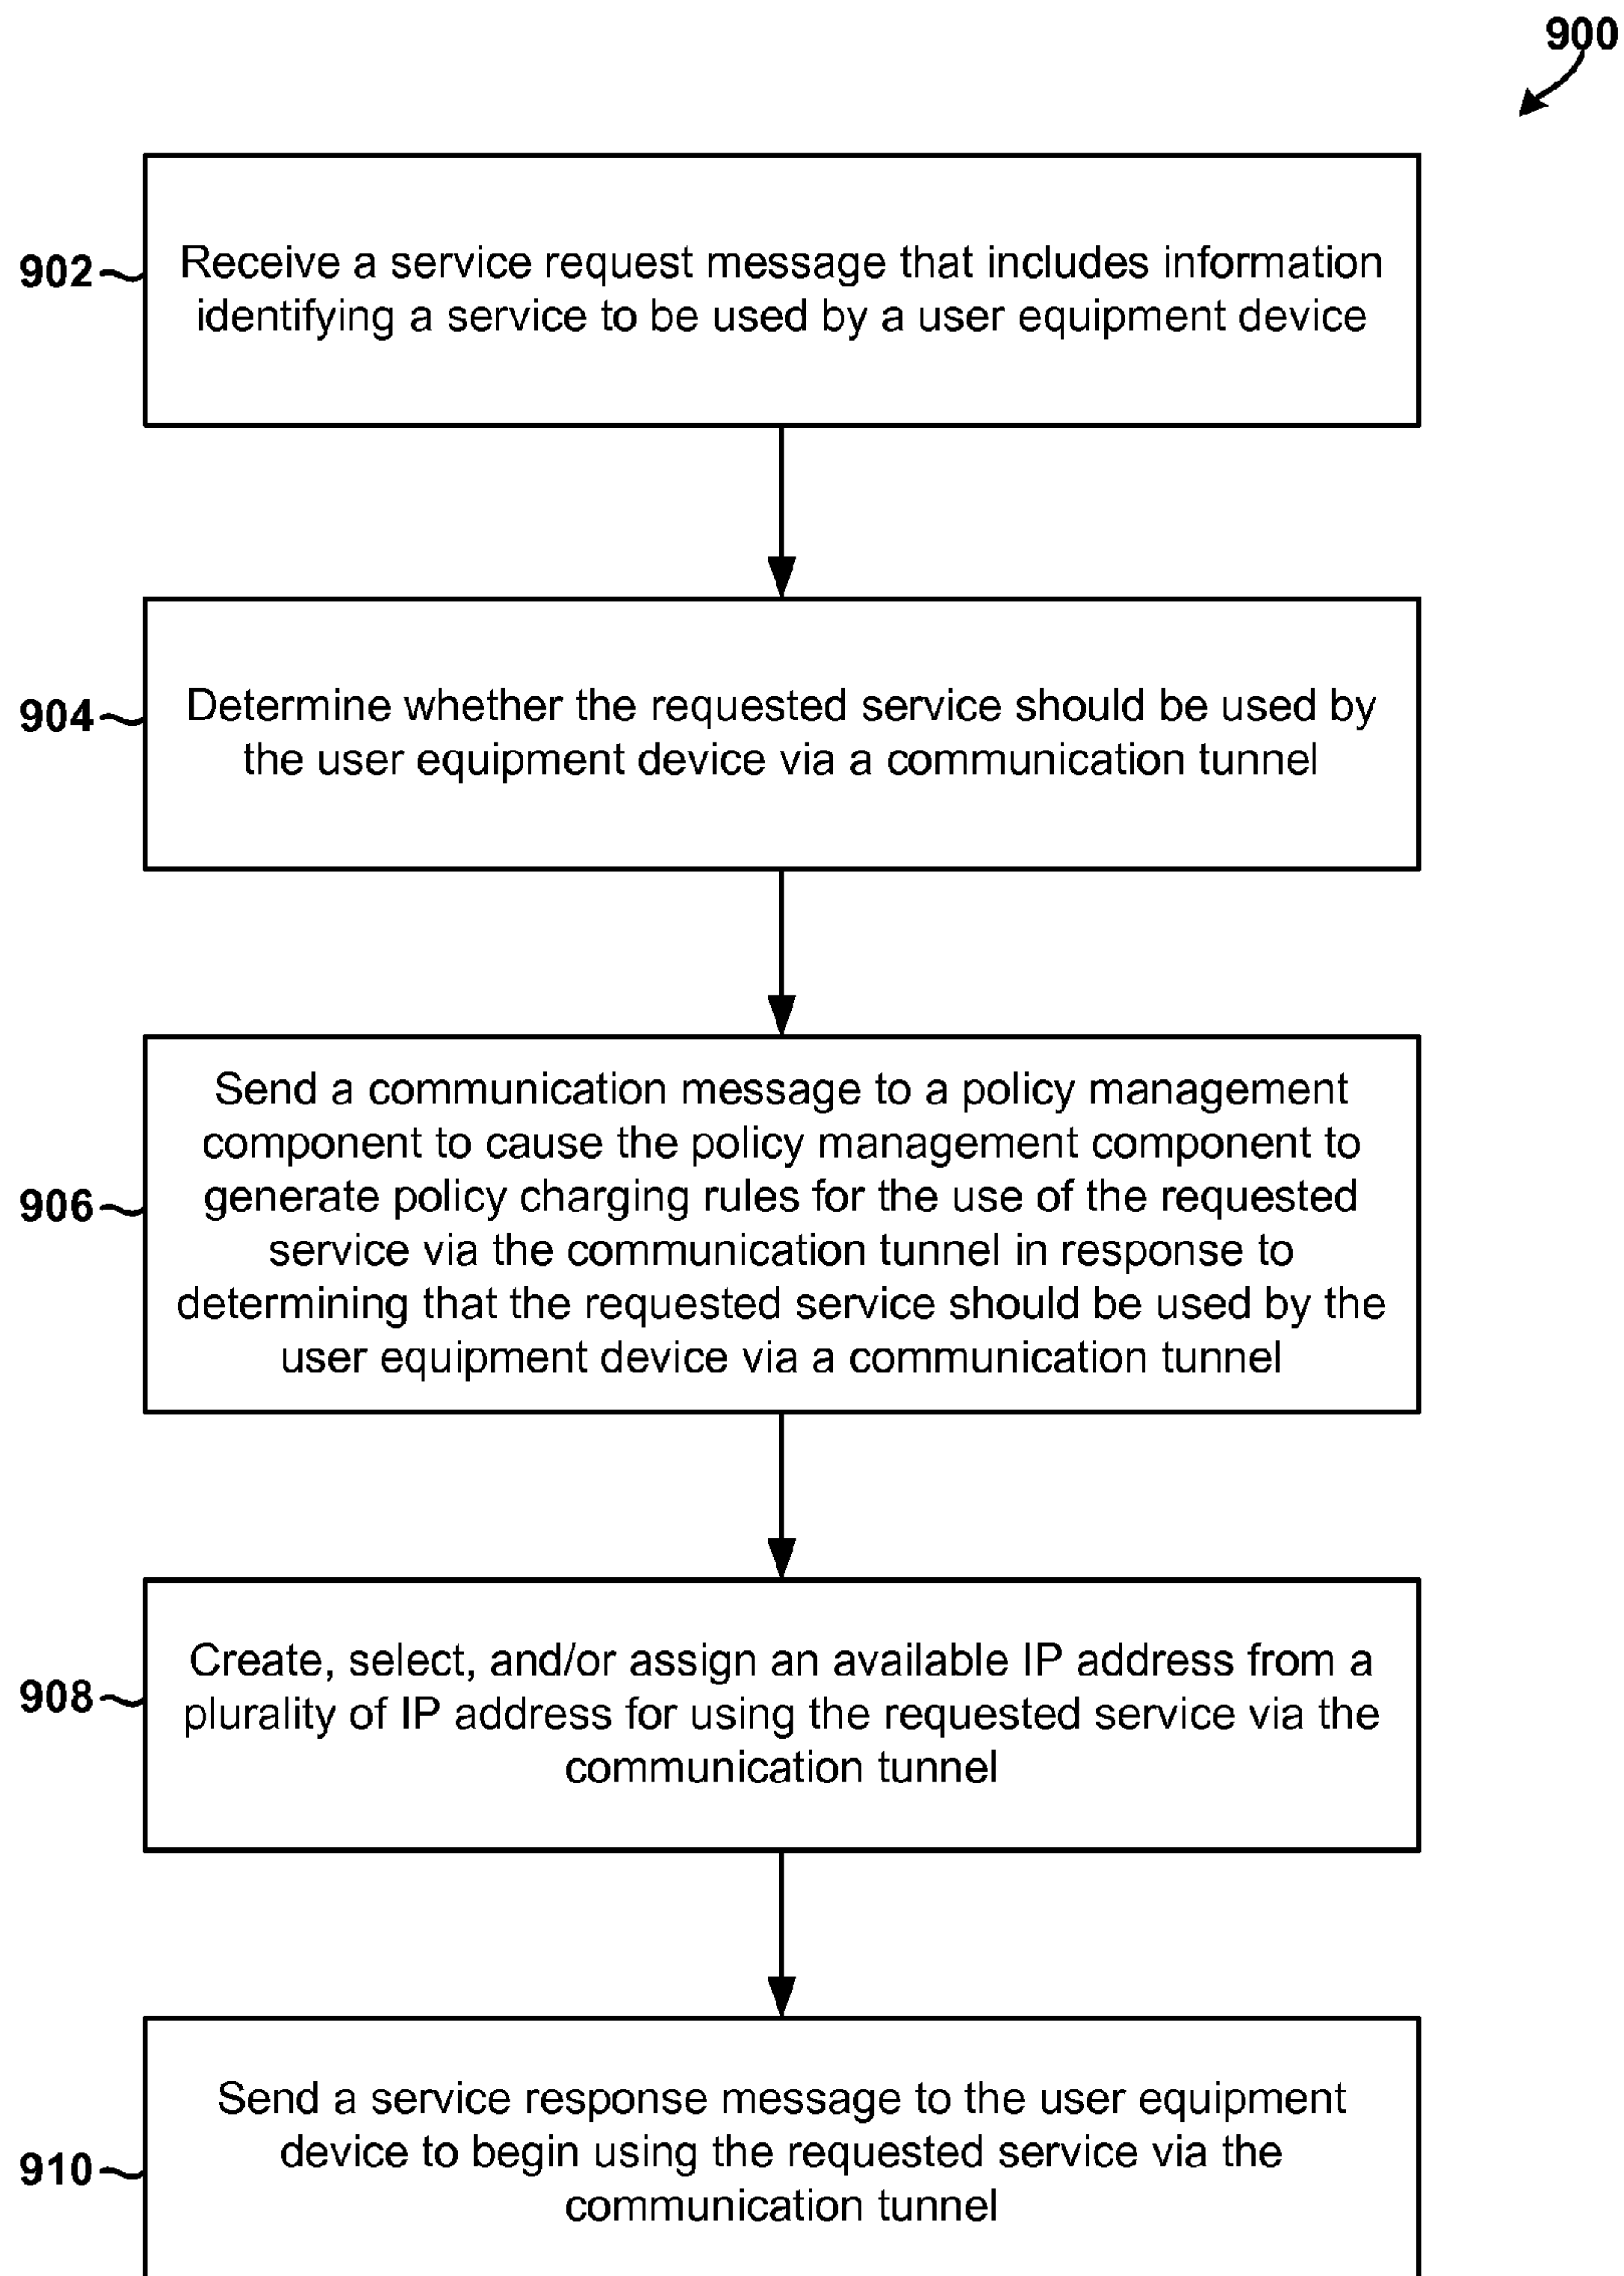 900
902
Receive a service request message that includes information
identifying a service to be used by a user equipment device
904
Determine whether the requested service should be used by
the user equipment device via a communication tunnel
906
Send a communication message to a policy management
component to cause the policy management component to
generate policy charging rules for the use of the requested
service via the communication tunnel in response to
determining that the requested service should be used by the
user equipment device via a communication tunnel
908
Create, select, and/or assign an available IP address from a
plurality of IP address for using the requested service via the
communication tunnel
910
Send a service response message to the user equipment
device to begin using the requested service via the
communication tunnel